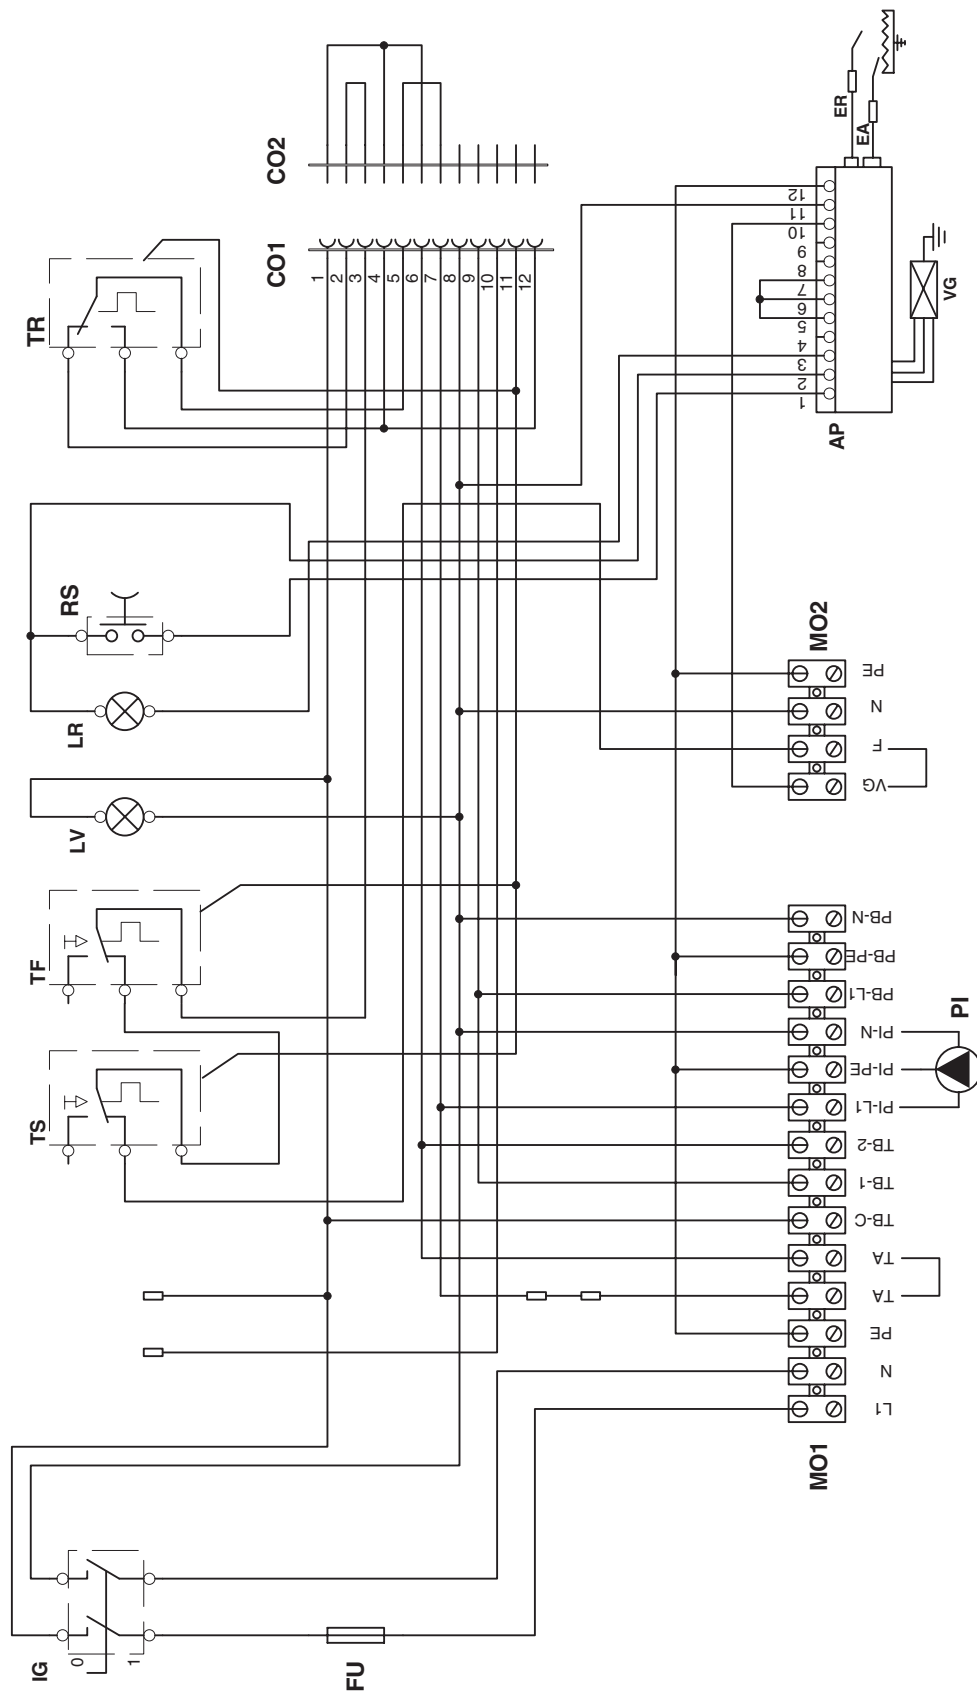 IG
0
1
FU
TS
TF
LV
LR
RS
TR
CO1
CO2
1
2
3
4
5
6
7
8
9
10
11
12
MO1
L1
N
PE
TA
TA
TB-C
TB-1
TB-2
PI-L1
PI-PE
PI-N
PB-L1
PB-PE
PB-N
PI
MO2
VG
F
N
PE
AP
1
2
3
4
5
6
7
8
9
10
11
12
ER
EA
VG